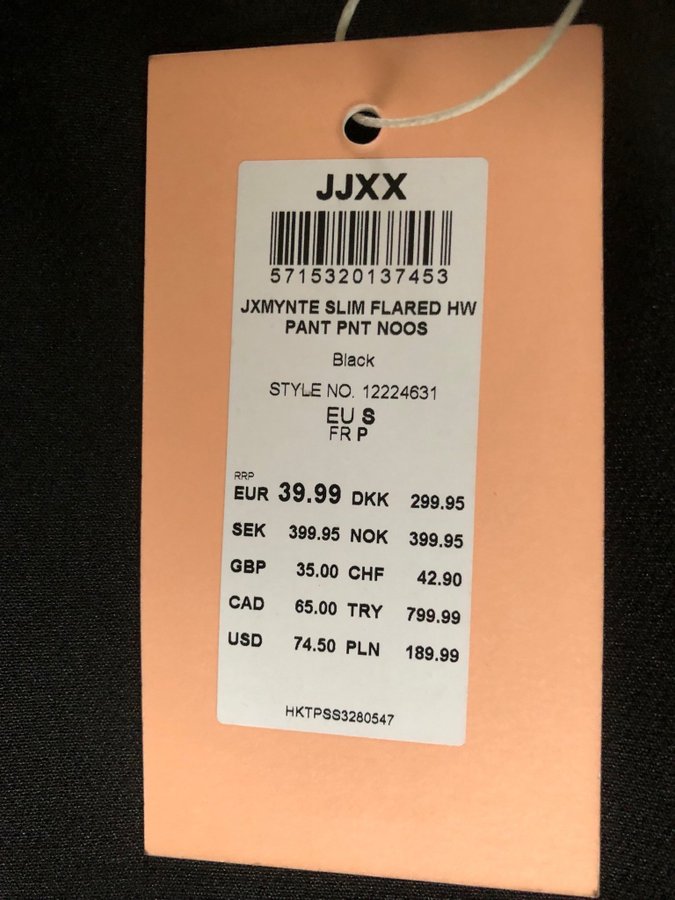 JJXX
5715320137453
JXMYNTE SLIM FLARED HW
PANT PNT NOOS
Black
STYLE NO. 12224631
EU S
FR P
RRP
EUR 39.99 DKK 299.95
SEK 399.95 NOK 399.95
GBP 35.00 CHF 42.90
CAD 65.00 TRY 799.99
USD 74.50 PLN 189.99
HKTPSS3280547